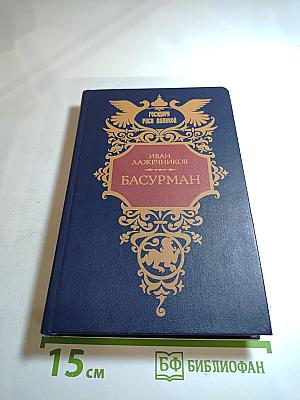 ГОСУДАРИ
РУСИ ВЕЛИКОЙ
ИВАН
ЛАЖЕЧНИКОВ
БАСУРМАН
15 см
БФ БИБЛИОФАН